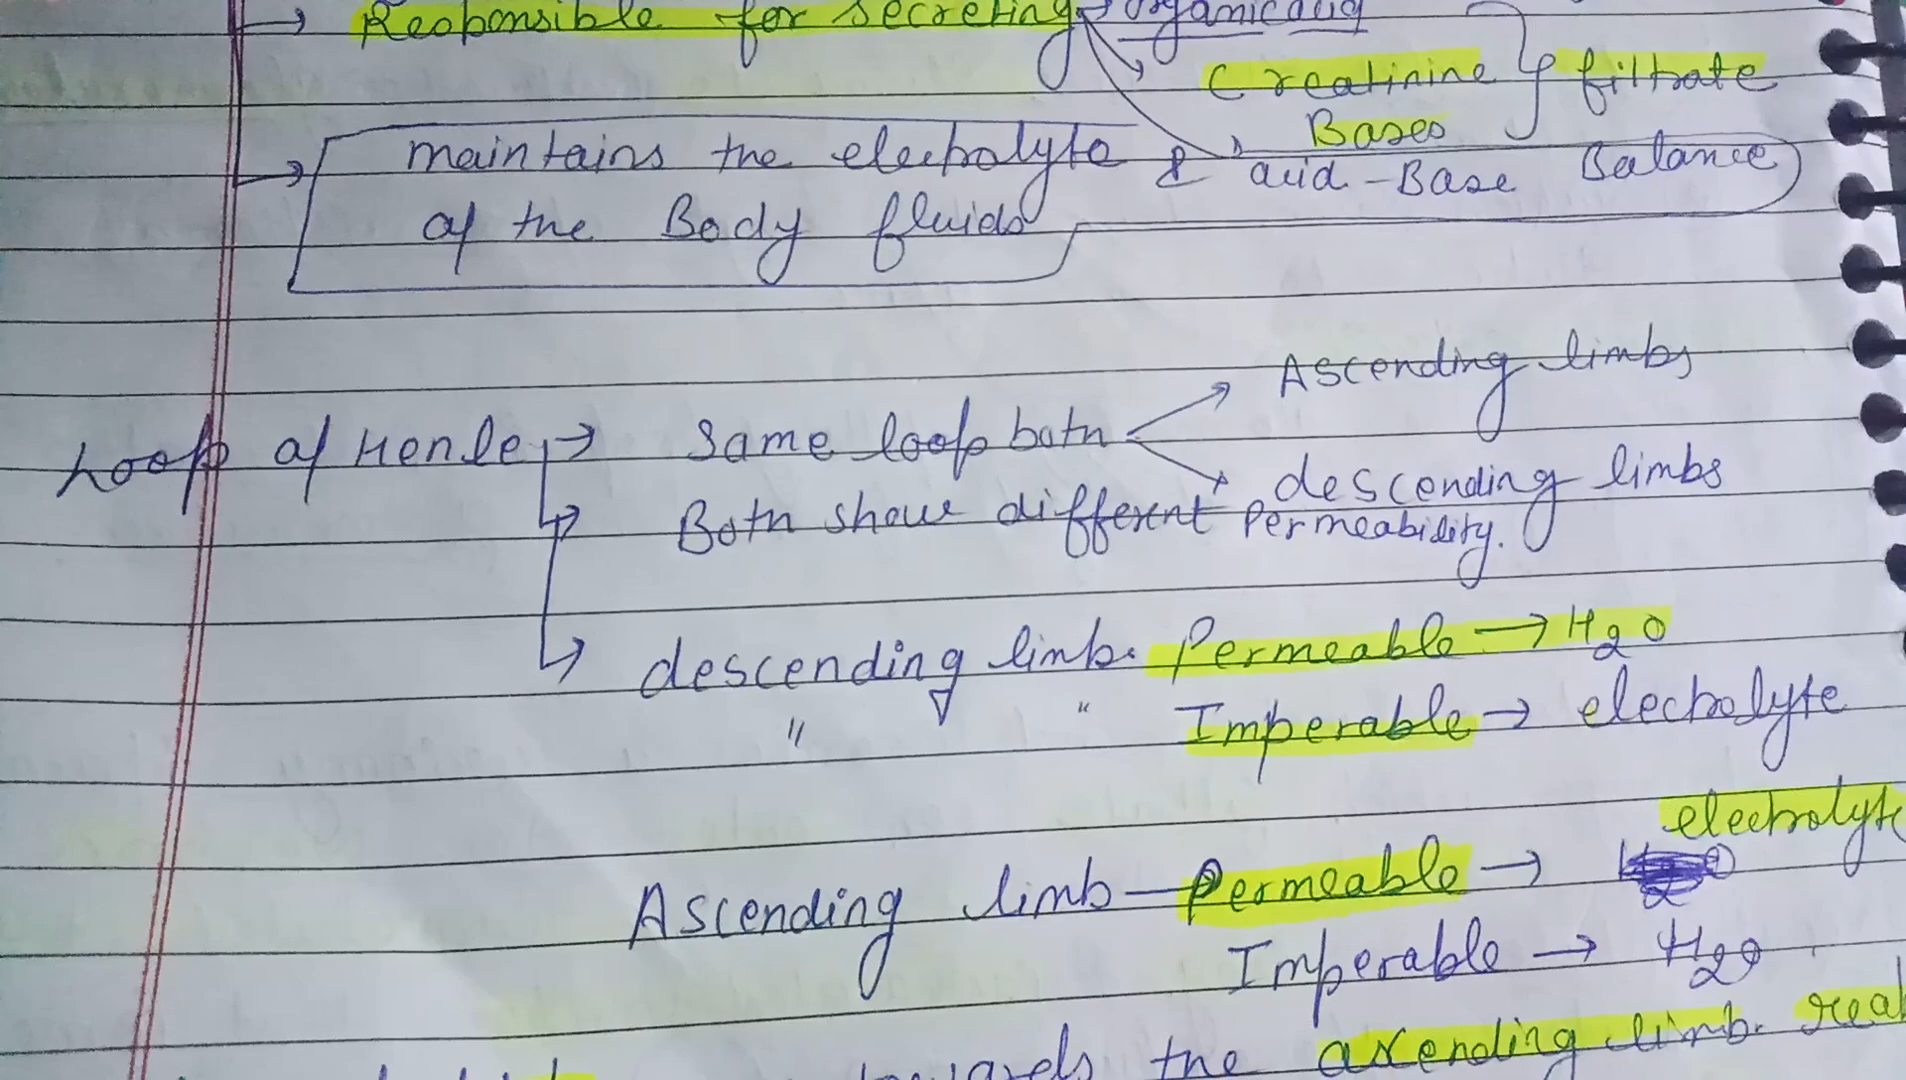 → Responsible for secreting → organic acid
Creatinine } filtrate
Bases
→ maintains the electrolyte & acid-Base Balance
of the Body fluids
Loop of Henle → Same loop both → Ascending limbs
→ descending limbs
→ Both show different Permeability.
→ descending limb. Permeable → H2O
" " Imperable → electrolyte
electrolyte
Ascending limb - Permeable →
Imperable → H2O
towards the ascending limb. real